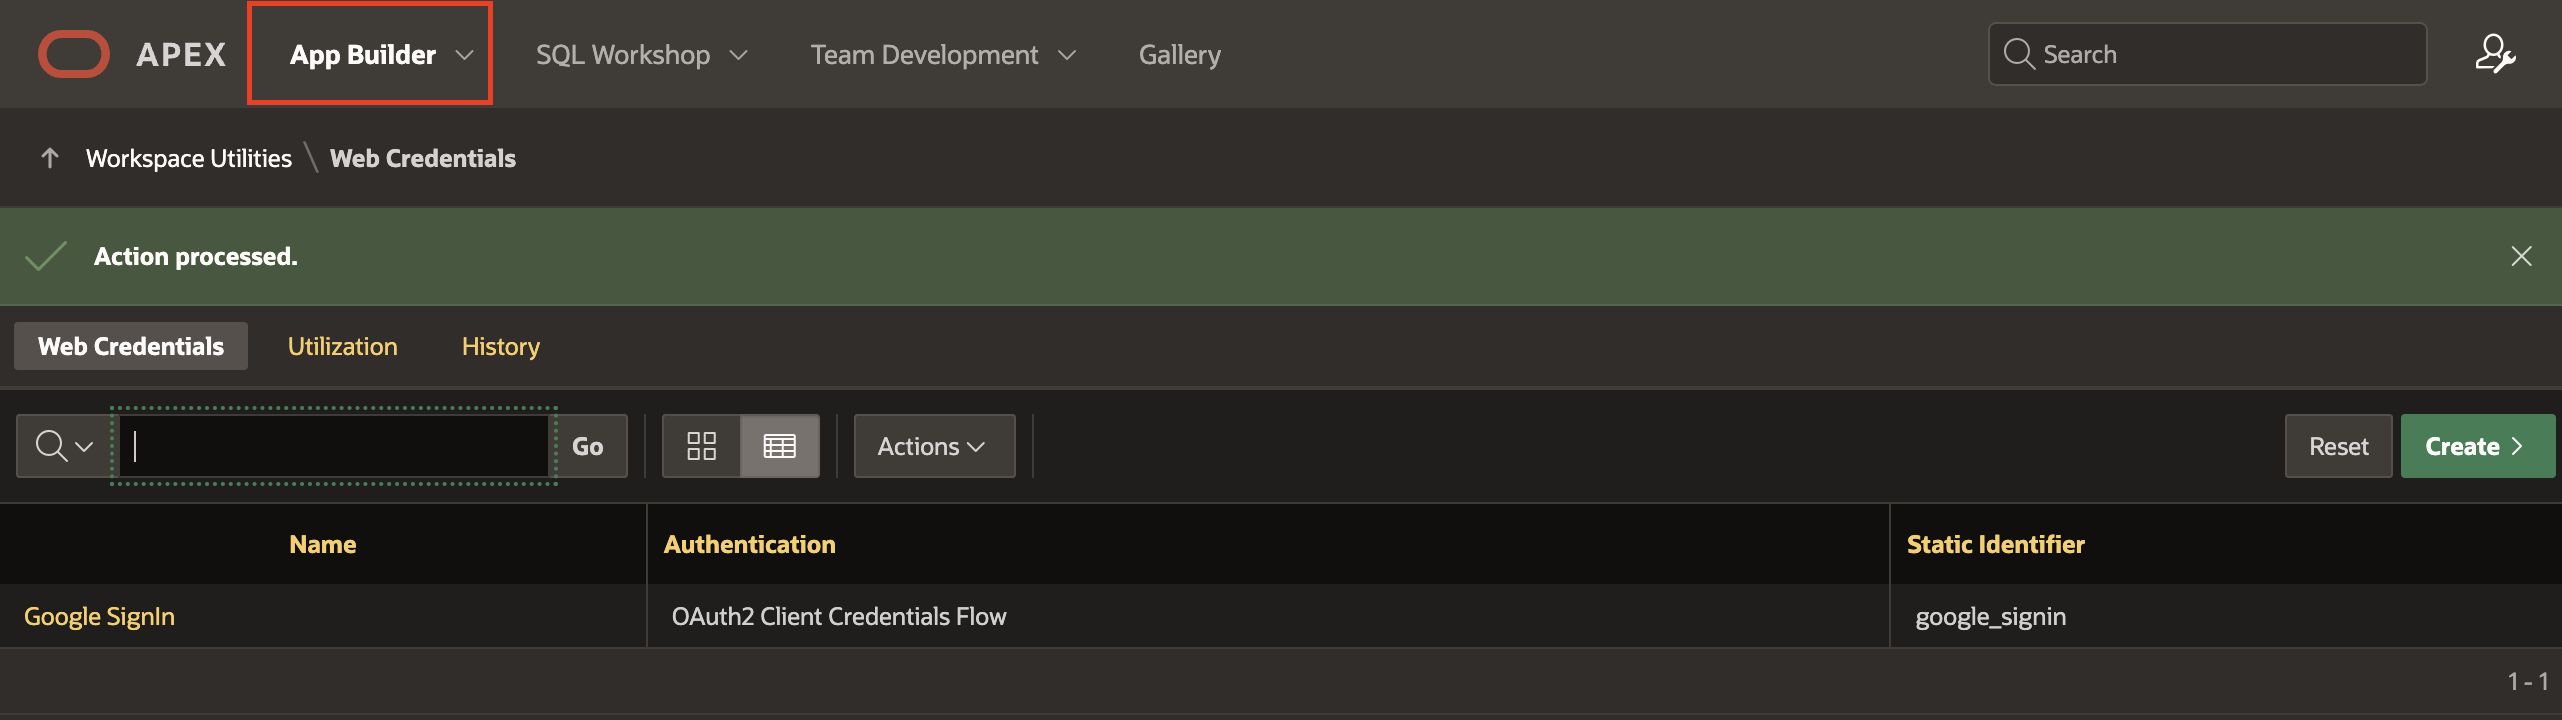 APEX App Builder SQL Workshop Team Development Gallery Search
Workspace Utilities \ Web Credentials
Action processed.
Web Credentials Utilization History
Go Actions Reset Create
Name Authentication Static Identifier
Google SignIn OAuth2 Client Credentials Flow google_signin
1 - 1